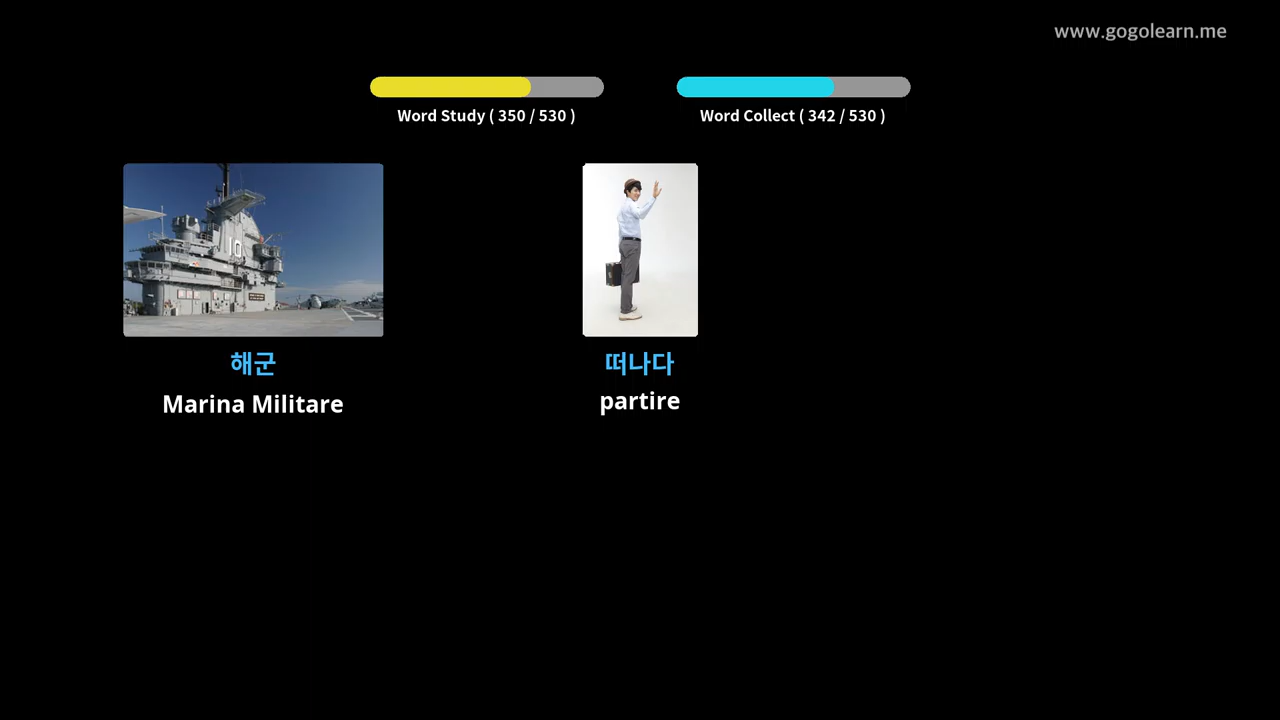 www.gogolearn.me
Word Study ( 350 / 530 )
Word Collect ( 342 / 530 )
10
해군
떠나다
Marina Militare
partire